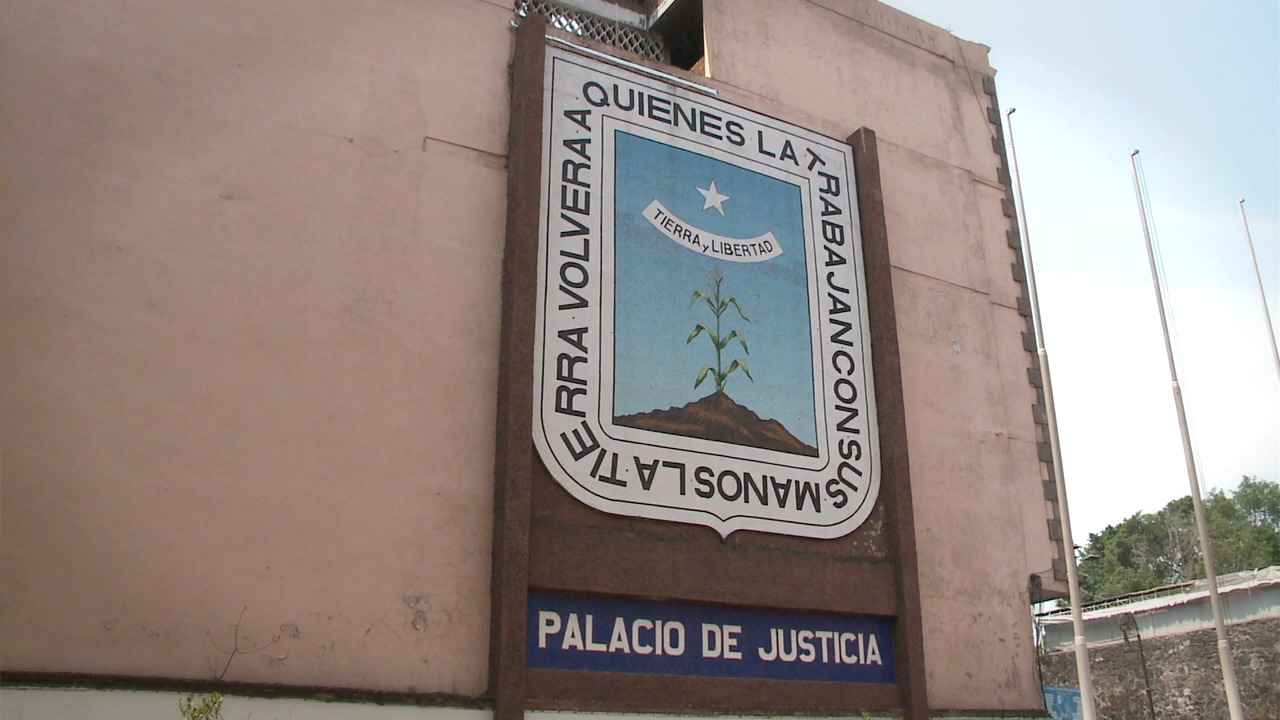 LA TIERRA VOLVERA A QUIENES LA TRABAJAN CON SUS MANOS
TIERRA y LIBERTAD
PALACIO DE JUSTICIA